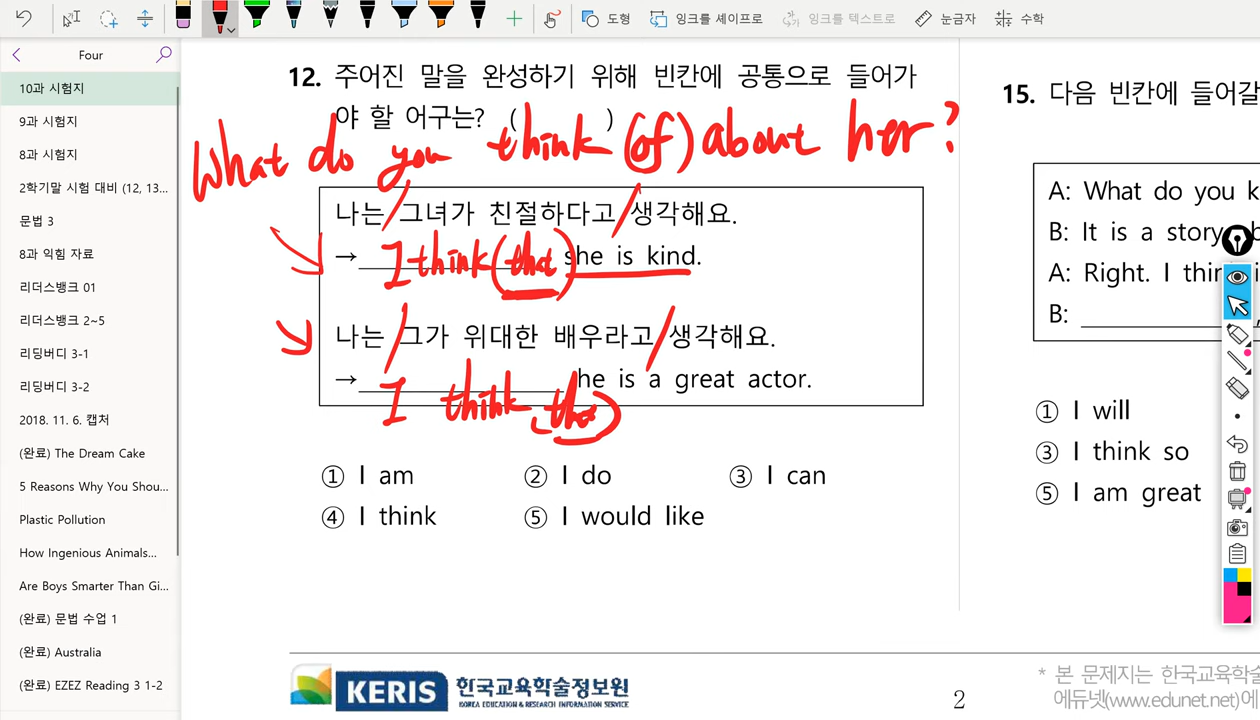 도형
잉크를 셰이프로
잉크를 텍스트로
눈금자
수학
Four
10과 시험지
9과 시험지
8과 시험지
2학기말 시험 대비 (12, 13...
문법 3
8과 익힘 자료
리더스뱅크 01
리더스뱅크 2~5
리딩버디 3-1
리딩버디 3-2
2018. 11. 6. 캡처
(완료) The Dream Cake
5 Reasons Why You Shou...
Plastic Pollution
How Ingenious Animals...
Are Boys Smarter Than Gi...
(완료) 문법 수업 1
(완료) Australia
(완료) EZEZ Reading 3 1-2
12. 주어진 말을 완성하기 위해 빈칸에 공통으로 들어가
야 할 어구는? ( )
What do you think (of) about her?
나는 / 그녀가 친절하다고 / 생각해요.
→ I think (that) she is kind.
나는 / 그가 위대한 배우라고 / 생각해요.
→ ____________ he is a great actor.
I think (that)
① I am ② I do ③ I can
④ I think ⑤ I would like
KERIS 한국교육학술정보원
KOREA EDUCATION & RESEARCH INFORMATION SERVICE
2
15. 다음 빈칸에 들어갈
A: What do you k
B: It is a story
A: Right. I thin
B: ____________
① I will
③ I think so
⑤ I am great
* 본 문제지는 한국교육학술
에듀넷(www.edunet.net)에